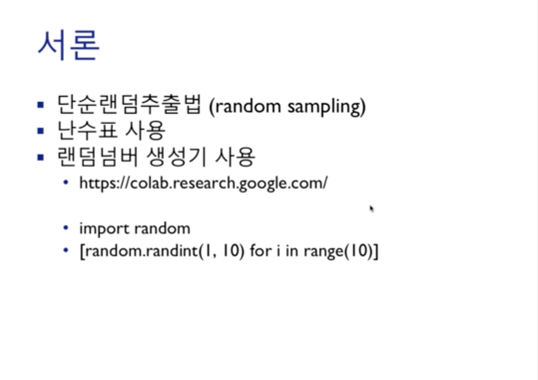 서론
단순랜덤추출법 (random sampling)
난수표 사용
랜덤넘버 생성기 사용
https://colab.research.google.com/
import random
[random.randint(1, 10) for i in range(10)]